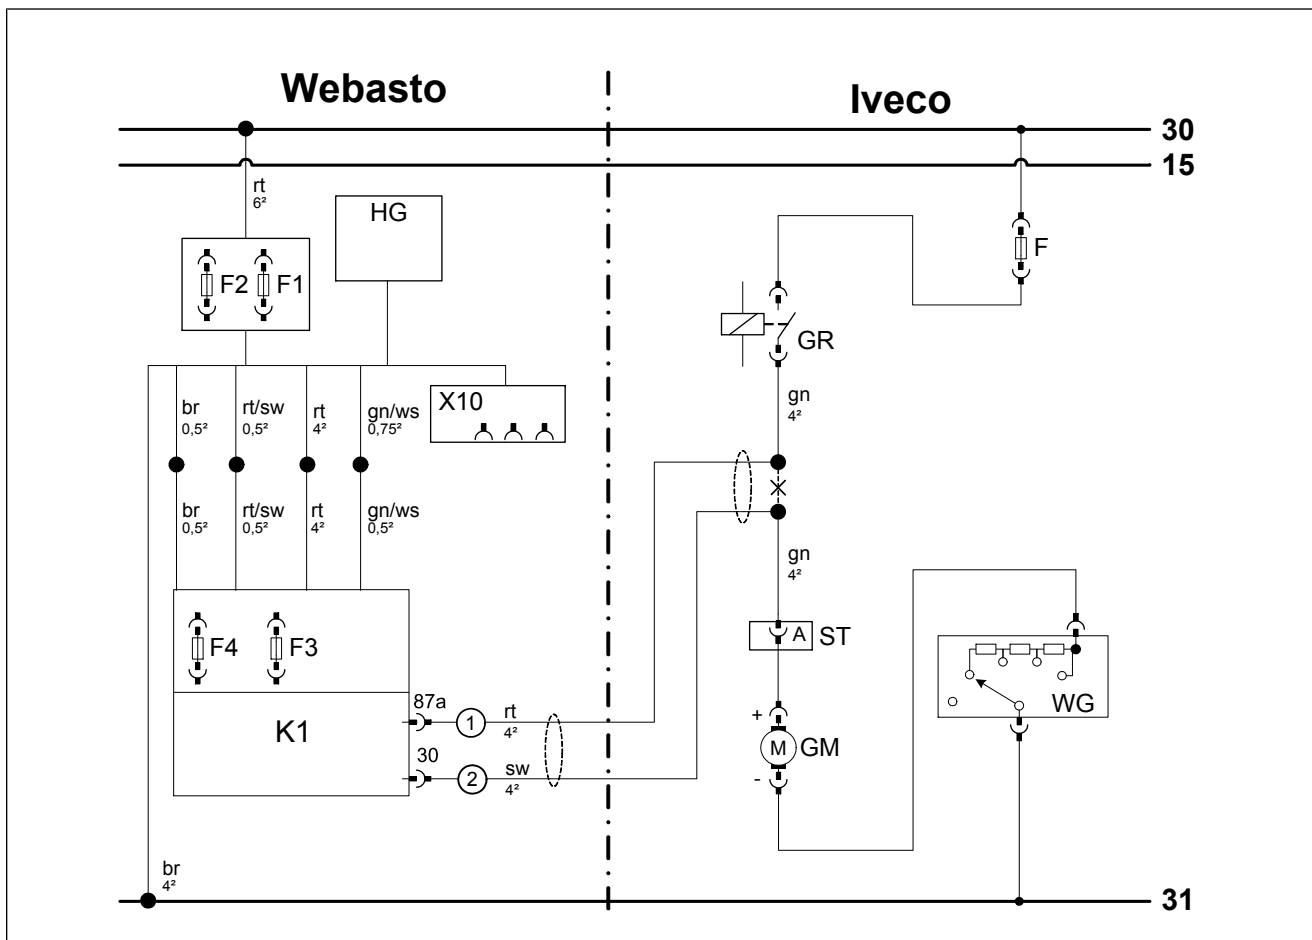 Webasto
Iveco
30
15
rt
6²
HG
F
F2
F1
GR
X10
br
0,5²
rt/sw
0,5²
rt
4²
gn/ws
0,75²
gn
4²
br
0,5²
rt/sw
0,5²
rt
4²
gn/ws
0,5²
gn
4²
F4
F3
A
ST
WG
87a
1
rt
4²
K1
+
M
GM
-
30
2
sw
4²
br
4²
31